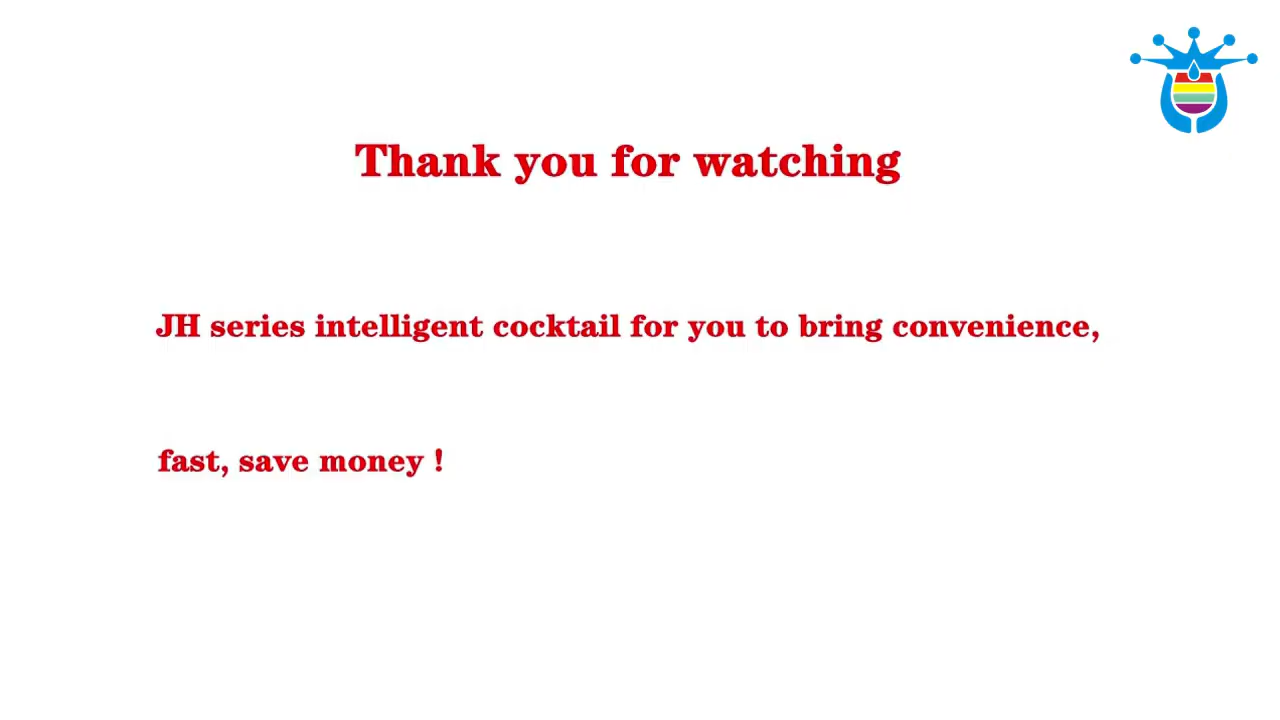 Thank you for watching
JH series intelligent cocktail for you to bring convenience,
fast, save money !